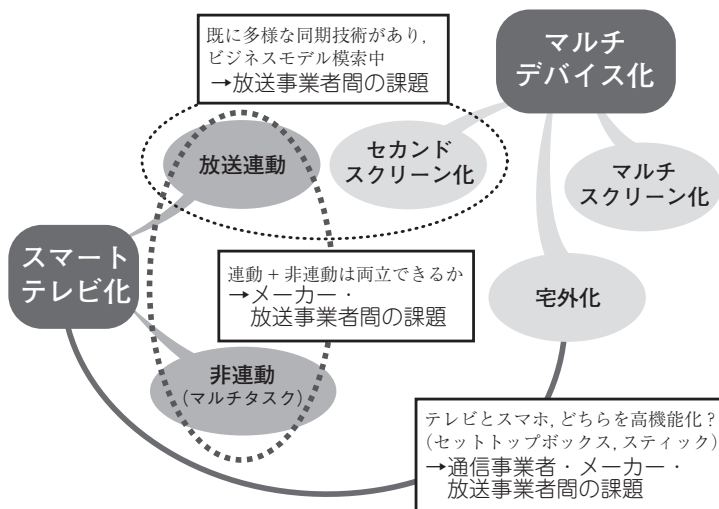 既に多様な同期技術があり,
ビジネスモデル模索中
→放送事業者間の課題
マルチ
デバイス化
放送連動
セカンド
スクリーン化
マルチ
スクリーン化
スマート
テレビ化
連動+非連動は両立できるか
→メーカー・
放送事業者間の課題
宅外化
非連動
(マルチタスク)
テレビとスマホ, どちらを高機能化?
(セットトップボックス, スティック)
→通信事業者・メーカー・
放送事業者間の課題